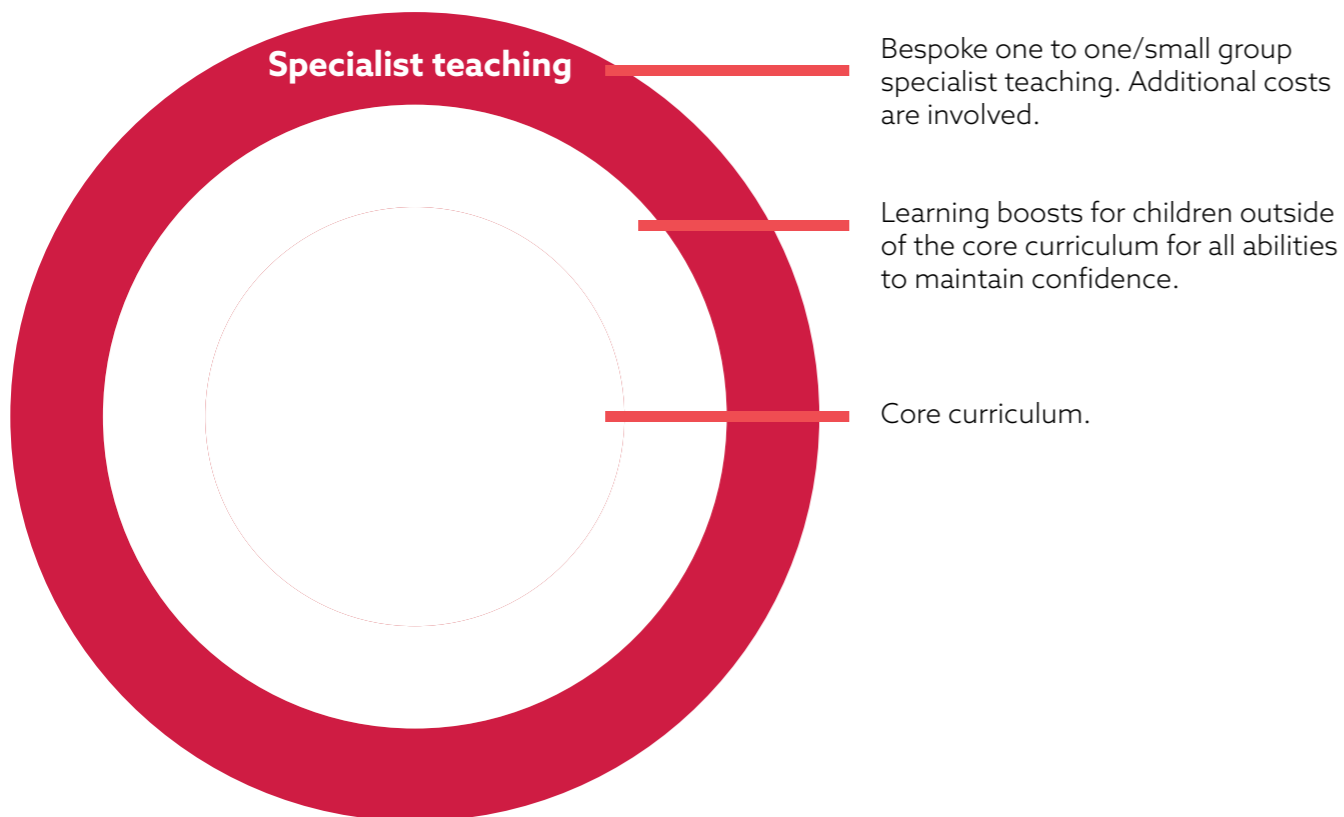 Specialist teaching
Bespoke one to one/small group
specialist teaching. Additional costs
are involved.
Learning boosts for children outside
of the core curriculum for all abilities
to maintain confidence.
Core curriculum.